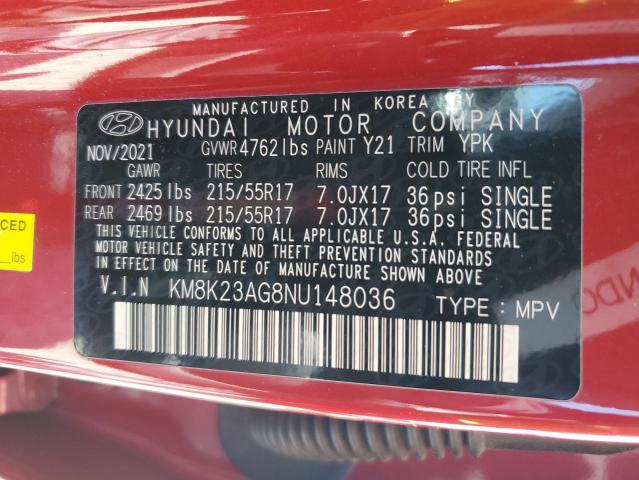 MANUFACTURED IN KOREA BY
HYUNDAI MOTOR COMPANY
NOV/2021 GVWR 4762 lbs PAINT Y21 TRIM YPK
GAWR TIRES RIMS COLD TIRE INFL
FRONT 2425 lbs 215/55R17 7.0JX17 36 psi SINGLE
REAR 2469 lbs 215/55R17 7.0JX17 36 psi SINGLE
THIS VEHICLE CONFORMS TO ALL APPLICABLE U.S.A. FEDERAL
MOTOR VEHICLE SAFETY AND THEFT PREVENTION STANDARDS
IN EFFECT ON THE DATE OF MANUFACTURE SHOWN ABOVE.
V.I.N KM8K23AG8NU148036 TYPE : MPV
lbs